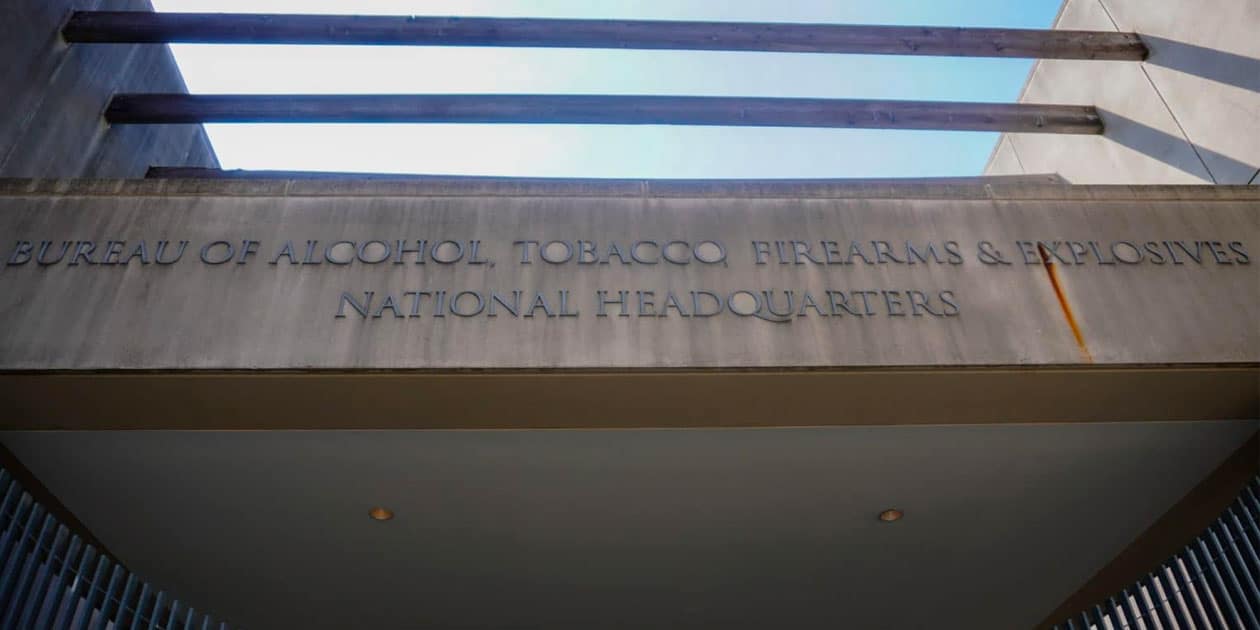 BUREAU OF ALCOHOL, TOBACCO, FIREARMS & EXPLOSIVES
NATIONAL HEADQUARTERS